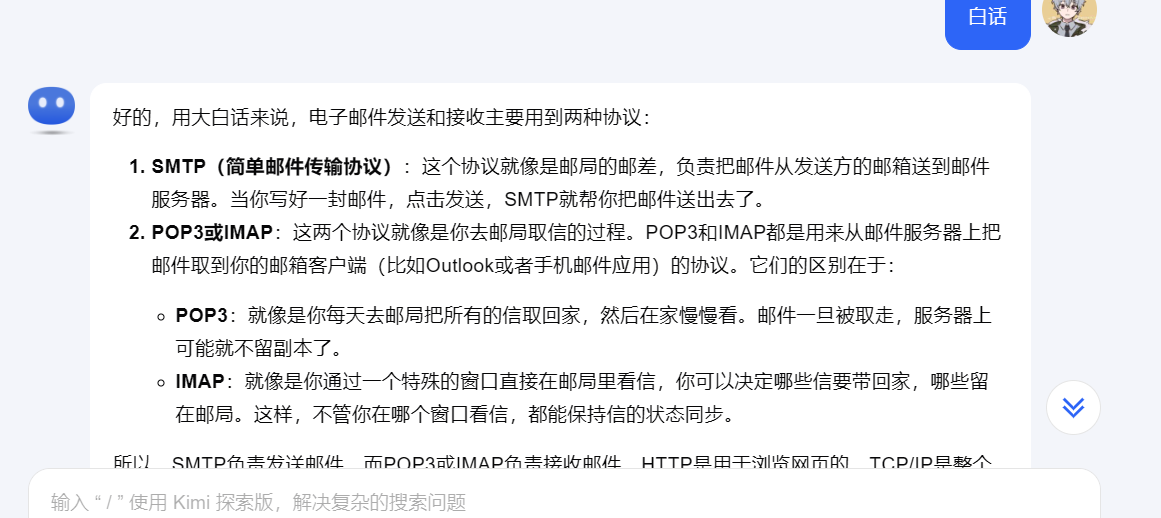 白话
好的，用大白话来说，电子邮件发送和接收主要用到两种协议：
1. SMTP（简单邮件传输协议）：这个协议就像是邮局的邮差，负责把邮件从发送方的邮箱送到邮件
服务器。当你写好一封邮件，点击发送，SMTP就帮你把邮件送出去了。
2. POP3或IMAP：这两个协议就像是你去邮局取信的过程。POP3和IMAP都是用来从邮件服务器上把
邮件取到你的邮箱客户端（比如Outlook或者手机邮件应用）的协议。它们的区别在于：
POP3：就像是你每天去邮局把所有的信取回家，然后在家慢慢看。邮件一旦被取走，服务器上
可能就不留副本了。
IMAP：就像是你通过一个特殊的窗口直接在邮局里看信，你可以决定哪些信要带回家，哪些留
在邮局。这样，不管你在哪个窗口看信，都能保持信的状态同步。
所以，SMTP负责发送邮件，而POP3或IMAP负责接收邮件。HTTP是用于浏览网页的，TCP/IP是整个
输入 “ / ” 使用 Kimi 探索版，解决复杂的搜索问题